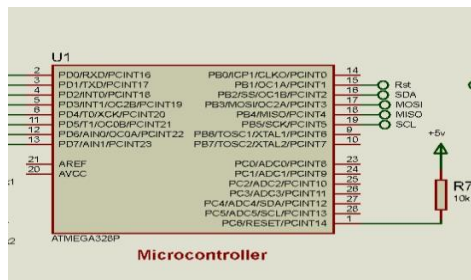 U1
2 PD0/RXD/PCINT16 PB0/ICP1/CLKO/PCINT0 14
3 PD1/TXD/PCINT17 PB1/OC1A/PCINT1 15 Rst
4 PD2/INT0/PCINT18 PB2/SS/OC1B/PCINT2 16 SDA
5 PD3/INT1/OC2B/PCINT19 PB3/MOSI/OC2A/PCINT3 17 MOSI
6 PD4/T0/XCK/PCINT20 PB4/MISO/PCINT4 18 MISO
11 PD5/T1/OC0B/PCINT21 PB5/SCK/PCINT5 19 SCL
12 PD6/AIN0/OC0A/PCINT22 PB6/TOSC1/XTAL1/PCINT6 9
13 PD7/AIN1/PCINT23 PB7/TOSC2/XTAL2/PCINT7 10
+5v
21 AREF PC0/ADC0/PCINT8 23
20 AVCC PC1/ADC1/PCINT9 24
PC2/ADC2/PCINT10 25
PC3/ADC3/PCINT11 26
PC4/ADC4/SDA/PCINT12 27
PC5/ADC5/SCL/PCINT13 28
PC6/RESET/PCINT14 1
R7
10k
ATMEGA328P
Microcontroller